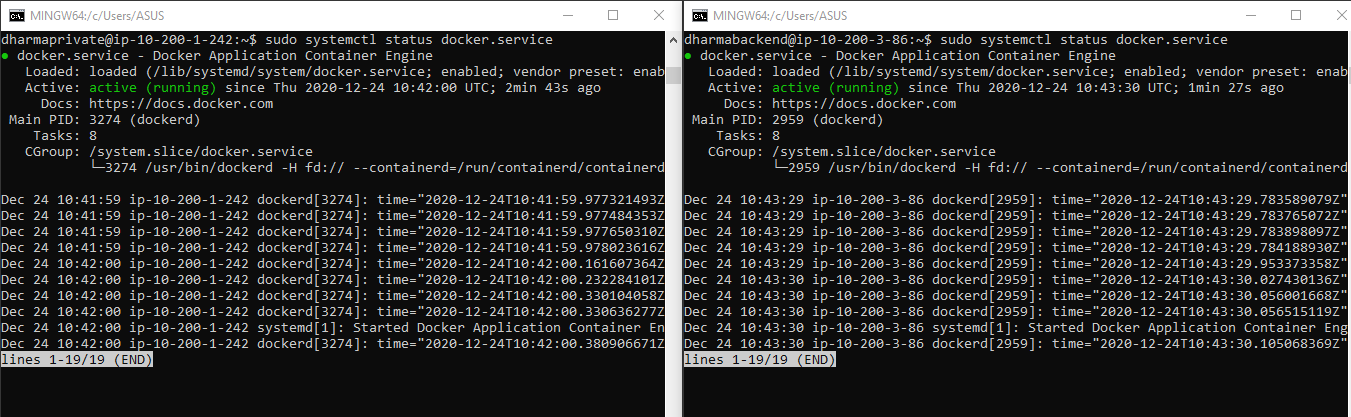 MINGW64:/c/Users/ASUS
dharmaprivate@ip-10-200-1-242:~$ sudo systemctl status docker.service
● docker.service - Docker Application Container Engine
   Loaded: loaded (/lib/systemd/system/docker.service; enabled; vendor preset: enab
   Active: active (running) since Thu 2020-12-24 10:42:00 UTC; 2min 43s ago
     Docs: https://docs.docker.com
 Main PID: 3274 (dockerd)
    Tasks: 8
   CGroup: /system.slice/docker.service
           └─3274 /usr/bin/dockerd -H fd:// --containerd=/run/containerd/containerd
Dec 24 10:41:59 ip-10-200-1-242 dockerd[3274]: time="2020-12-24T10:41:59.977321493Z
Dec 24 10:41:59 ip-10-200-1-242 dockerd[3274]: time="2020-12-24T10:41:59.977484353Z
Dec 24 10:41:59 ip-10-200-1-242 dockerd[3274]: time="2020-12-24T10:41:59.977650310Z
Dec 24 10:41:59 ip-10-200-1-242 dockerd[3274]: time="2020-12-24T10:41:59.978023616Z
Dec 24 10:42:00 ip-10-200-1-242 dockerd[3274]: time="2020-12-24T10:42:00.161607364Z
Dec 24 10:42:00 ip-10-200-1-242 dockerd[3274]: time="2020-12-24T10:42:00.232284101Z
Dec 24 10:42:00 ip-10-200-1-242 dockerd[3274]: time="2020-12-24T10:42:00.330104058Z
Dec 24 10:42:00 ip-10-200-1-242 dockerd[3274]: time="2020-12-24T10:42:00.330636277Z
Dec 24 10:42:00 ip-10-200-1-242 systemd[1]: Started Docker Application Container En
Dec 24 10:42:00 ip-10-200-1-242 dockerd[3274]: time="2020-12-24T10:42:00.380906671Z
lines 1-19/19 (END)
MINGW64:/c/Users/ASUS
dharmabackend@ip-10-200-3-86:~$ sudo systemctl status docker.service
● docker.service - Docker Application Container Engine
   Loaded: loaded (/lib/systemd/system/docker.service; enabled; vendor preset: enab
   Active: active (running) since Thu 2020-12-24 10:43:30 UTC; 1min 27s ago
     Docs: https://docs.docker.com
 Main PID: 2959 (dockerd)
    Tasks: 8
   CGroup: /system.slice/docker.service
           └─2959 /usr/bin/dockerd -H fd:// --containerd=/run/containerd/containerd
Dec 24 10:43:29 ip-10-200-3-86 dockerd[2959]: time="2020-12-24T10:43:29.783589079Z"
Dec 24 10:43:29 ip-10-200-3-86 dockerd[2959]: time="2020-12-24T10:43:29.783765072Z"
Dec 24 10:43:29 ip-10-200-3-86 dockerd[2959]: time="2020-12-24T10:43:29.783898097Z"
Dec 24 10:43:29 ip-10-200-3-86 dockerd[2959]: time="2020-12-24T10:43:29.784188930Z"
Dec 24 10:43:29 ip-10-200-3-86 dockerd[2959]: time="2020-12-24T10:43:29.953373358Z"
Dec 24 10:43:30 ip-10-200-3-86 dockerd[2959]: time="2020-12-24T10:43:30.027430136Z"
Dec 24 10:43:30 ip-10-200-3-86 dockerd[2959]: time="2020-12-24T10:43:30.056001668Z"
Dec 24 10:43:30 ip-10-200-3-86 dockerd[2959]: time="2020-12-24T10:43:30.056515119Z"
Dec 24 10:43:30 ip-10-200-3-86 systemd[1]: Started Docker Application Container Eng
Dec 24 10:43:30 ip-10-200-3-86 dockerd[2959]: time="2020-12-24T10:43:30.105068369Z"
lines 1-19/19 (END)